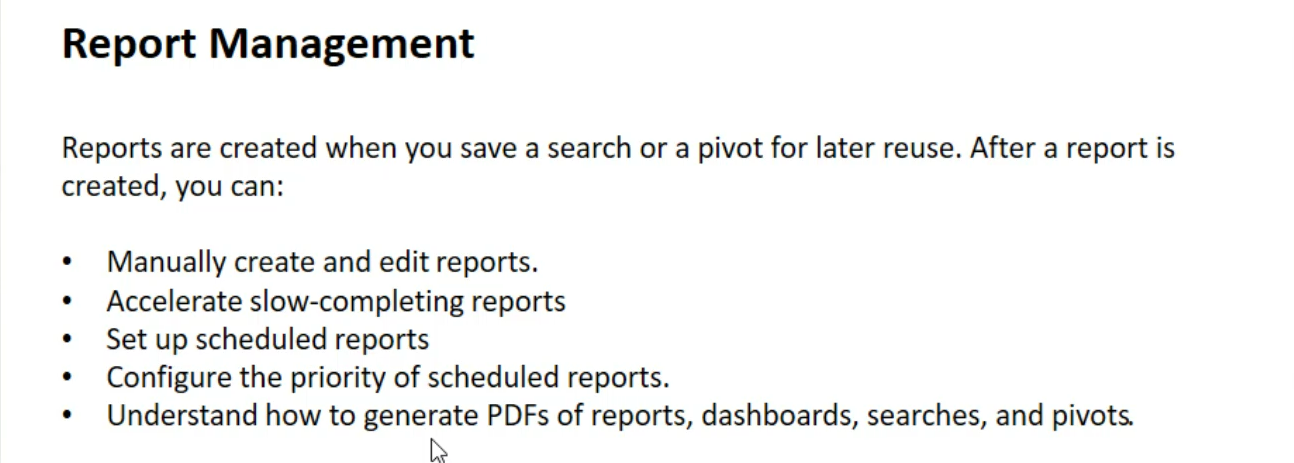 Report Management
Reports are created when you save a search or a pivot for later reuse. After a report is
created, you can:
• Manually create and edit reports.
• Accelerate slow-completing reports
• Set up scheduled reports
• Configure the priority of scheduled reports.
• Understand how to generate PDFs of reports, dashboards, searches, and pivots.